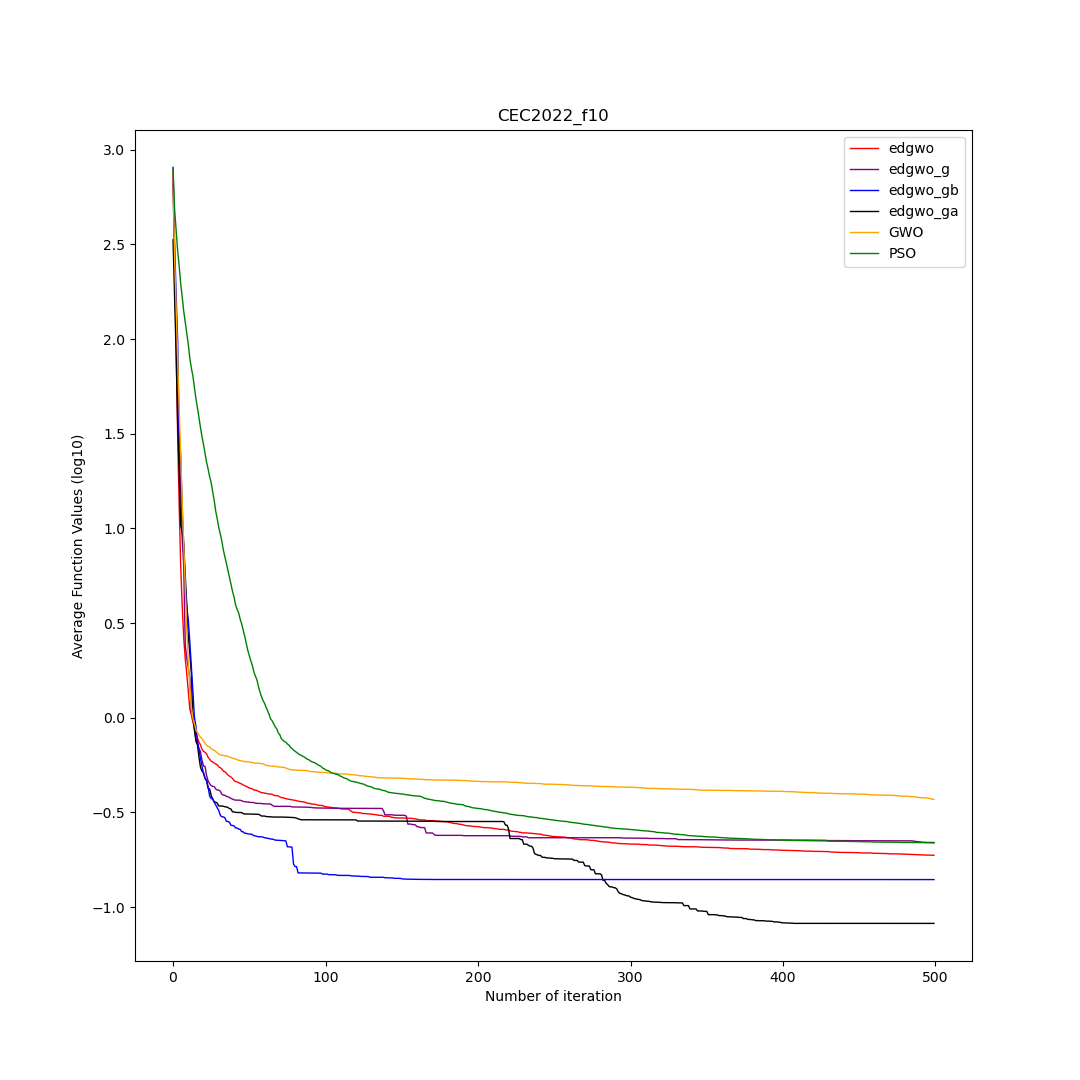 CEC2022_f10
edgwo
edgwo_g
edgwo_gb
edgwo_ga
GWO
PSO
3.0
2.5
2.0
1.5
1.0
0.5
0.0
−0.5
−1.0
Average Function Values (log10)
0 100 200 300 400 500
Number of iteration